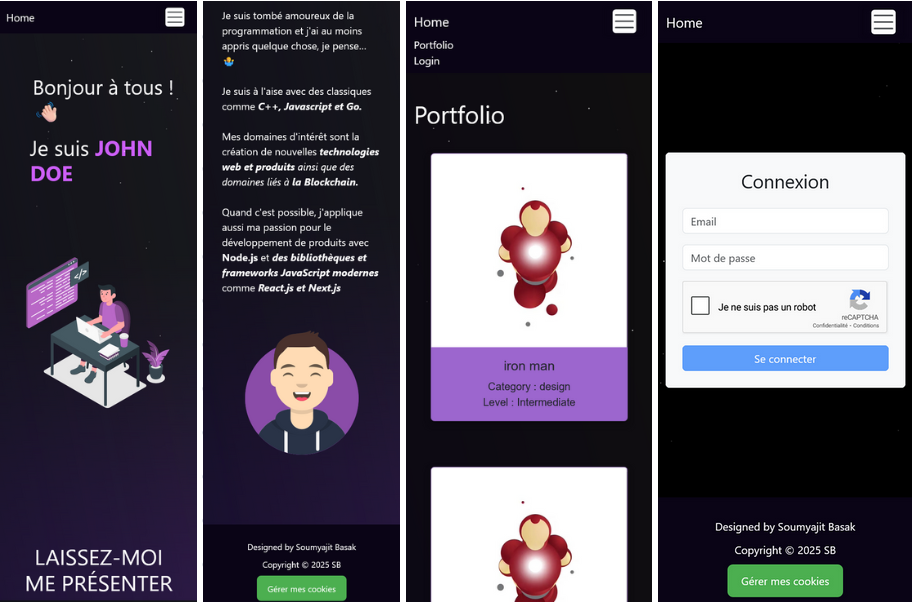 Home
Bonjour à tous !
Je suis JOHN
DOE
</>
LAISSEZ-MOI
ME PRÉSENTER
Je suis tombé amoureux de la
programmation et j'ai au moins
appris quelque chose, je pense...
🤷‍♂️
Je suis à l'aise avec des classiques
comme C++, Javascript et Go.
Mes domaines d'intérêt sont la
création de nouvelles technologies
web et produits ainsi que des
domaines liés à la Blockchain.
Quand c'est possible, j'applique
aussi ma passion pour le
développement de produits avec
Node.js et des bibliothèques et
frameworks JavaScript modernes
comme React.js et Next.js
Designed by Soumyajit Basak
Copyright © 2025 SB
Gérer mes cookies
Home
Portfolio
Login
Portfolio
iron man
Category : design
Level : Intermediate
Home
Connexion
Email
Mot de passe
Je ne suis pas un robot
reCAPTCHA
Confidentialité - Conditions
Se connecter
Designed by Soumyajit Basak
Copyright © 2025 SB
Gérer mes cookies